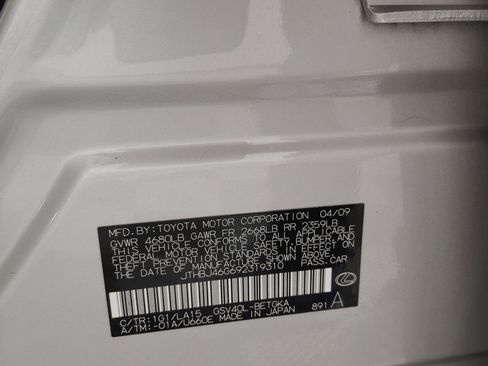 MFD.BY:TOYOTA MOTOR CORPORATION 04/09
GVWR 4680LB GAWR FR 2668LB RR 2359LB
THIS VEHICLE CONFORMS TO ALL APPLICABLE
FEDERAL MOTOR VEHICLE SAFETY, BUMPER, AND
THEFT PREVENTION STANDARDS IN EFFECT ON THE
DATE OF MANUFACTURE SHOWN ABOVE.
JTHBJ46G6923T9310 PASS.CAR
C/TR:1G1/LA15 GSV40L-BETGKA
A/TM:-01A/U660E MADE IN JAPAN 891 A